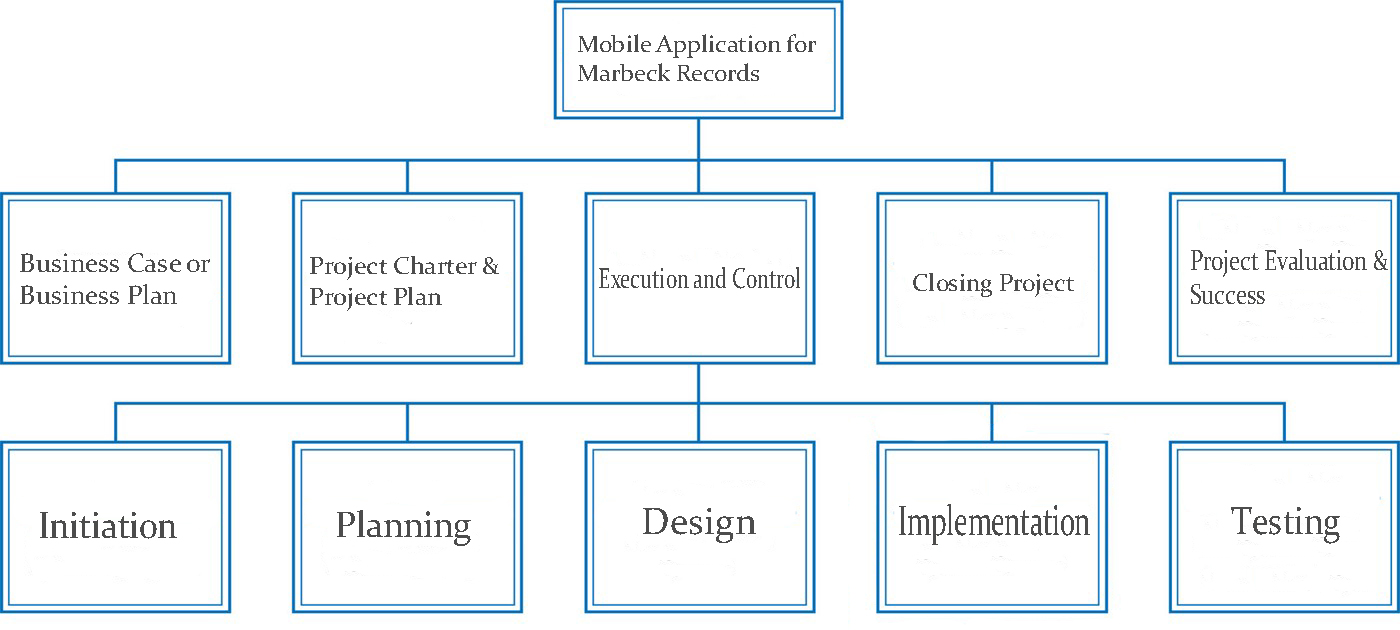 Mobile Application for
Marbeck Records
Business Case or
Business Plan
Project Charter &
Project Plan
Execution and Control
Closing Project
Project Evaluation &
Success
Initiation
Planning
Design
Implementation
Testing